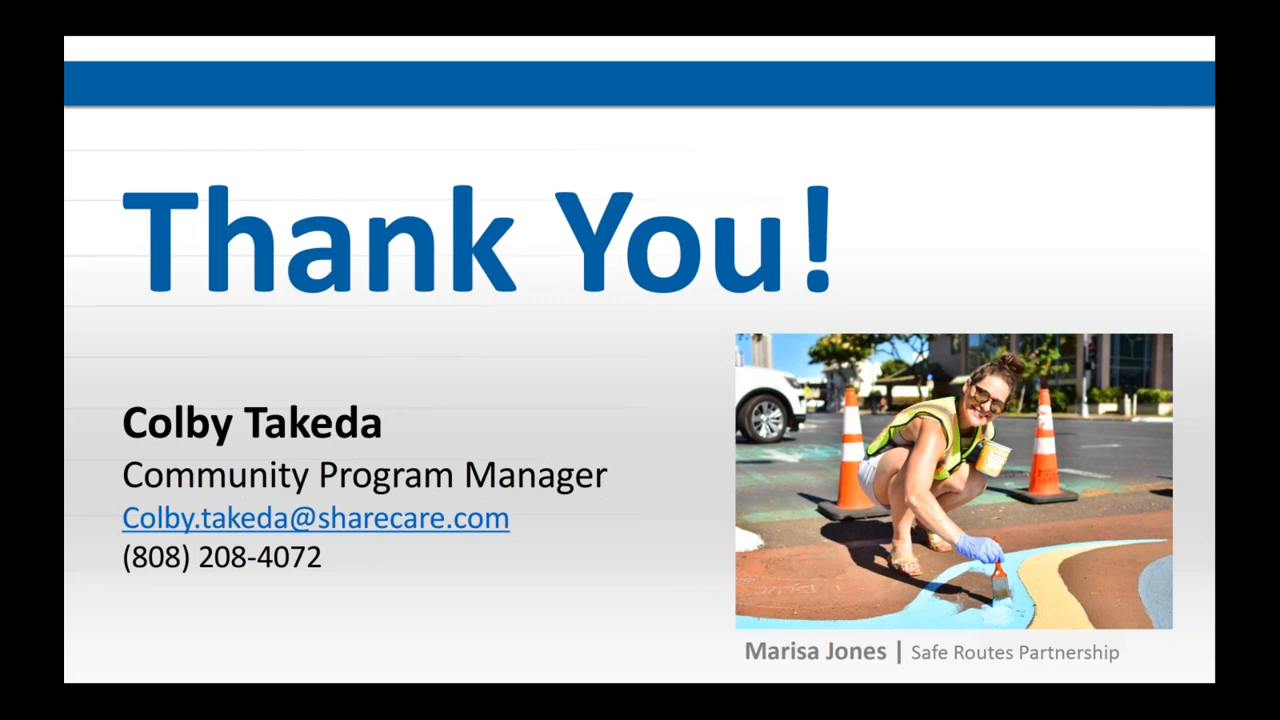 Thank You!
Colby Takeda
Community Program Manager
Colby.takeda@sharecare.com
(808) 208-4072
Marisa Jones | Safe Routes Partnership